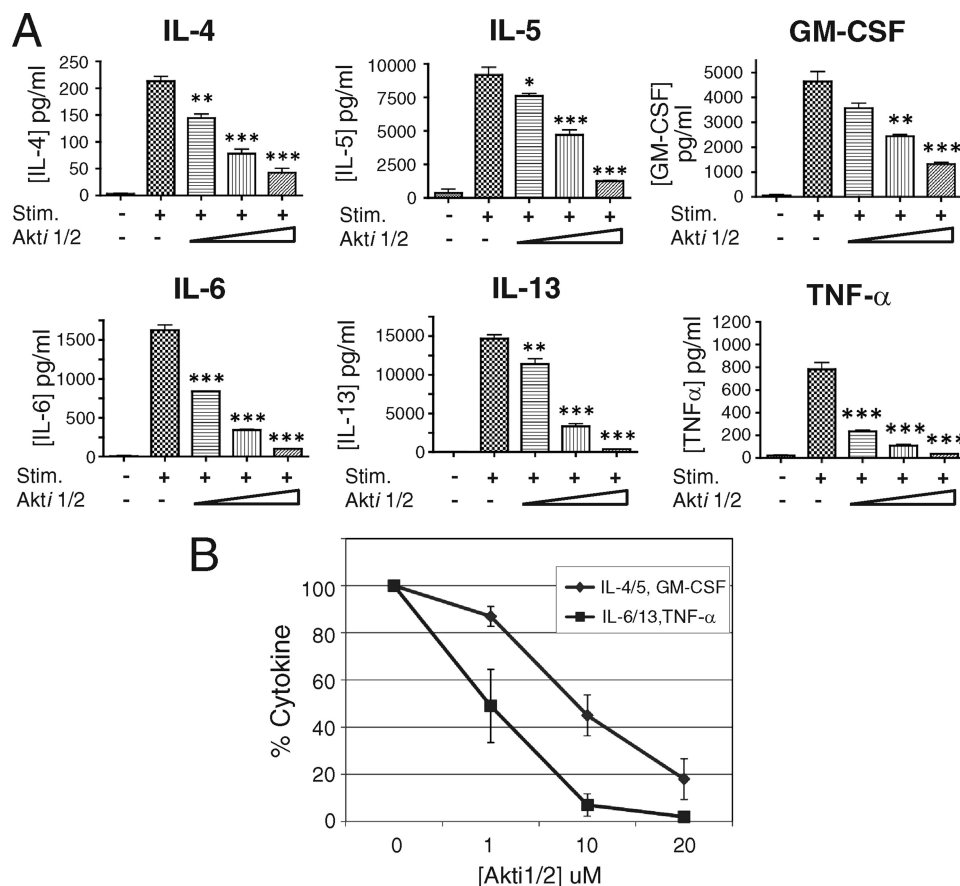 A
IL-4
[IL-4] pg/ml
250
200
150
100
50
0
**
***
***
Stim.
- + + + +
Akti 1/2
- -
IL-5
[IL-5] pg/ml
10000
7500
5000
2500
0
*
***
***
- + + + +
- -
GM-CSF
[GM-CSF]
pg/ml
5000
4000
3000
2000
1000
0
**
***
Stim.
- + + + +
Akti 1/2
- -
IL-6
[IL-6] pg/ml
1500
1000
500
0
***
***
***
Stim.
- + + + +
Akti 1/2
- -
IL-13
[IL-13] pg/ml
15000
10000
5000
0
**
***
***
Stim.
- + + + +
Akti 1/2
- -
TNF-α
[TNFα] pg/ml
1200
1000
800
600
400
200
0
***
***
***
Stim.
- + + + +
Akti 1/2
- -
B
% Cytokine
100
80
60
40
20
0
IL-4/5, GM-CSF
IL-6/13,TNF-α
0 1 10 20
[Akti1/2] uM